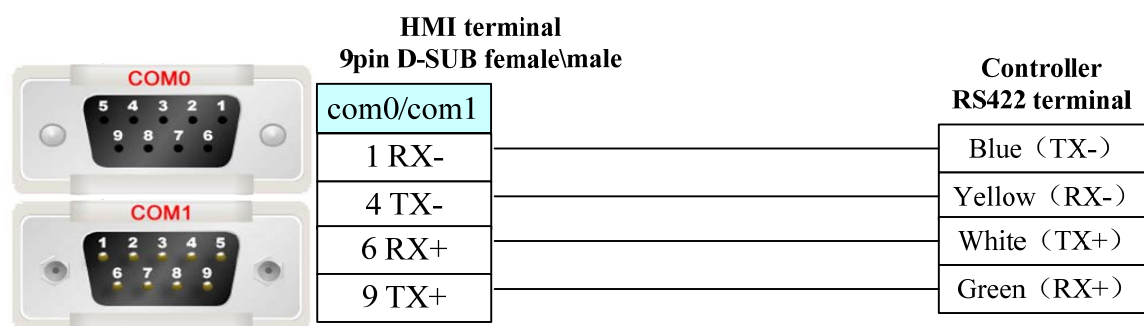 HMI terminal
9pin D-SUB female\male
Controller
RS422 terminal
COM0
5 4 3 2 1
9 8 7 6
COM1
1 2 3 4 5
6 7 8 9
com0/com1
1 RX-
Blue（TX-）
4 TX-
Yellow（RX-）
6 RX+
White（TX+）
9 TX+
Green（RX+）